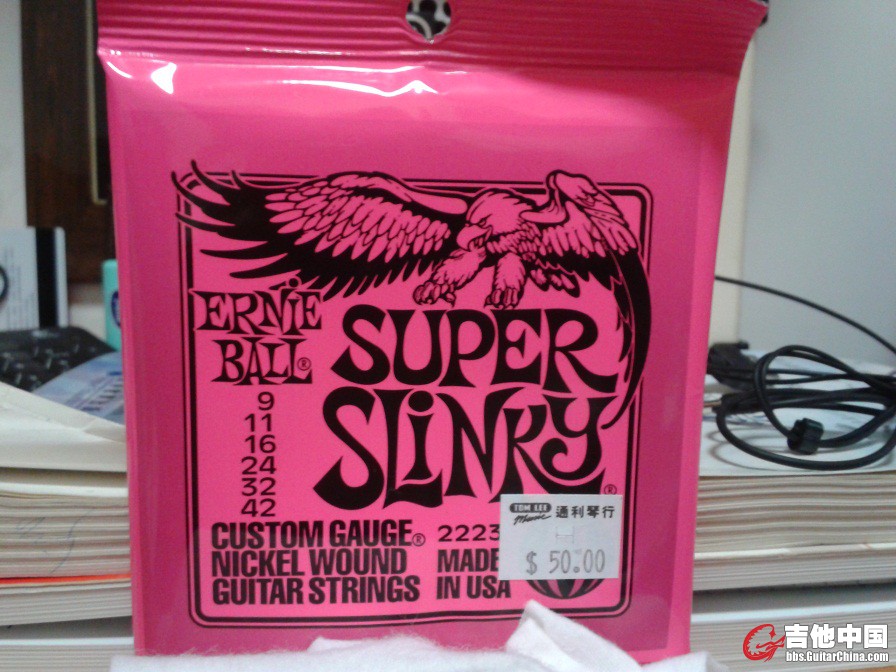 ERNiE
BALL®
SUPER
SLiNKY®
9
11
16
24
32
42
CUSTOM GAUGE®
NICKEL WOUND
GUITAR STRINGS
2223
MADE
IN USA
TOM LEE
Music
通利琴行
$ 50.00
吉他中国
bbs.GuitarChina.com